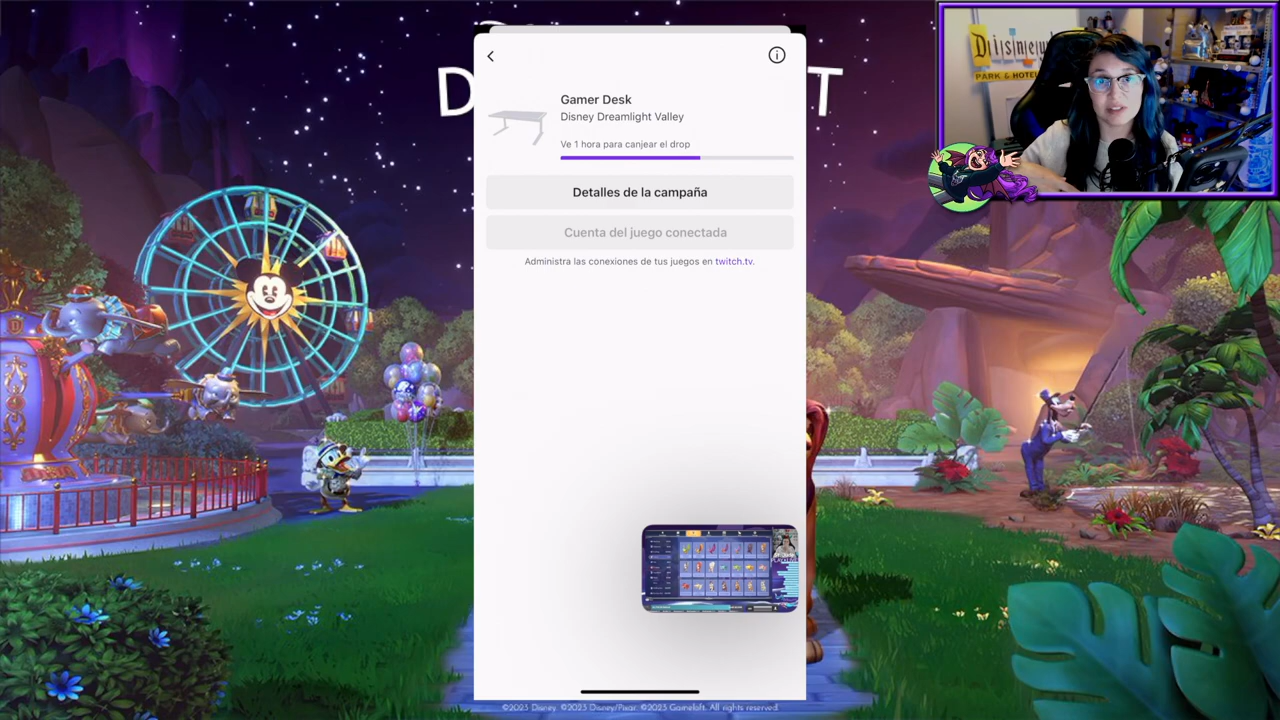 D
T
Gamer Desk
Disney Dreamlight Valley
Ve 1 hora para canjear el drop
Detalles de la campaña
Cuenta del juego conectada
Administra las conexiones de tus juegos en twitch.tv.
PARK & HOTEL
©2023 Disney. ©2023 Disney/Pixar. ©2023 Gameloft. All rights reserved.